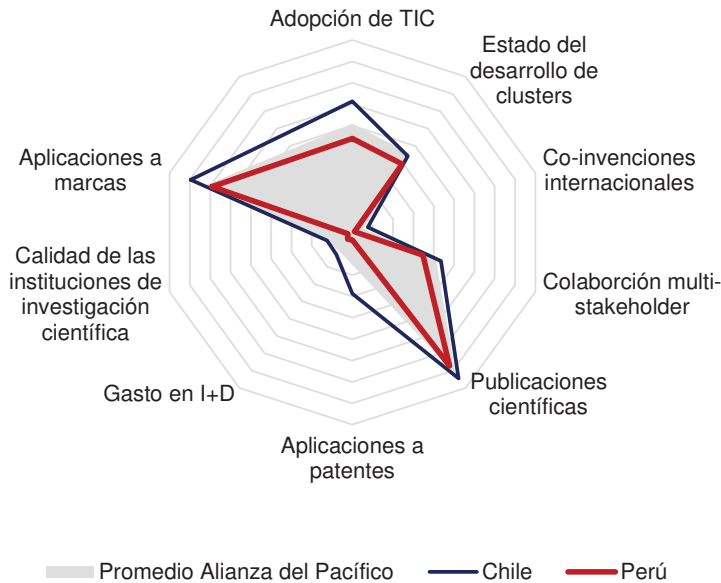 Adopción de TIC
Estado del
desarrollo de
clusters
Co-invenciones
internacionales
Colaborción multi-
stakeholder
Publicaciones
científicas
Aplicaciones a
patentes
Gasto en I+D
Calidad de las
instituciones de
investigación
científica
Aplicaciones a
marcas
Promedio Alianza del Pacífico
Chile
Perú